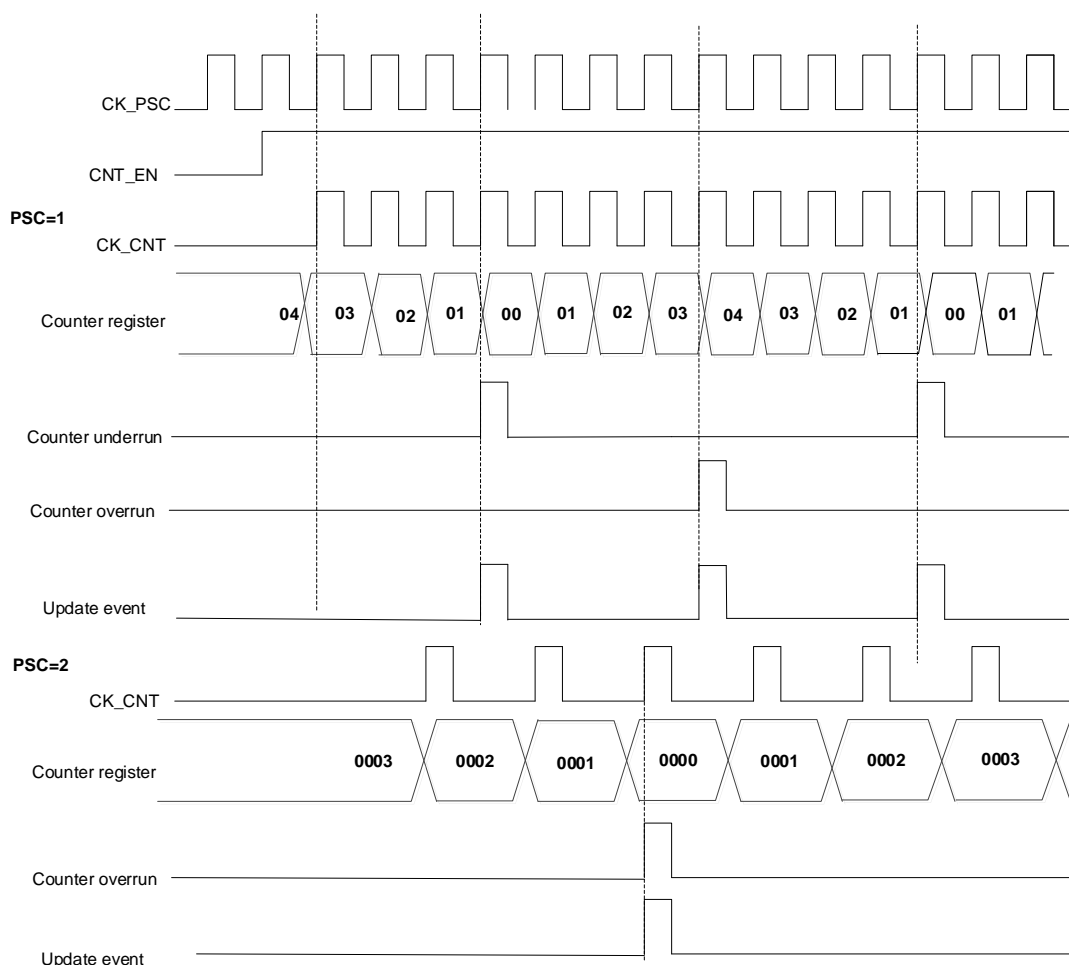 CK_PSC
CNT_EN
PSC=1
CK_CNT
Counter register 04 03 02 01 00 01 02 03 04 03 02 01 00 01
Counter underrun
Counter overrun
Update event
PSC=2
CK_CNT
Counter register 0003 0002 0001 0000 0001 0002 0003
Counter overrun
Update event